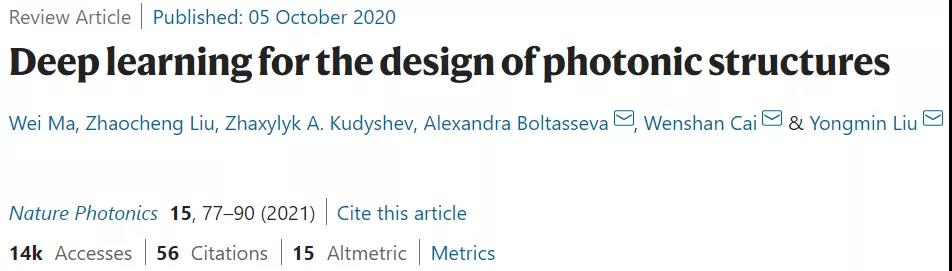 Review Article | Published: 05 October 2020
Deep learning for the design of photonic structures
Wei Ma, Zhaocheng Liu, Zhaxylyk A. Kudyshev, Alexandra Boltasseva, Wenshan Cai & Yongmin Liu
Nature Photonics 15, 77–90 (2021) | Cite this article
14k Accesses | 56 Citations | 15 Altmetric | Metrics